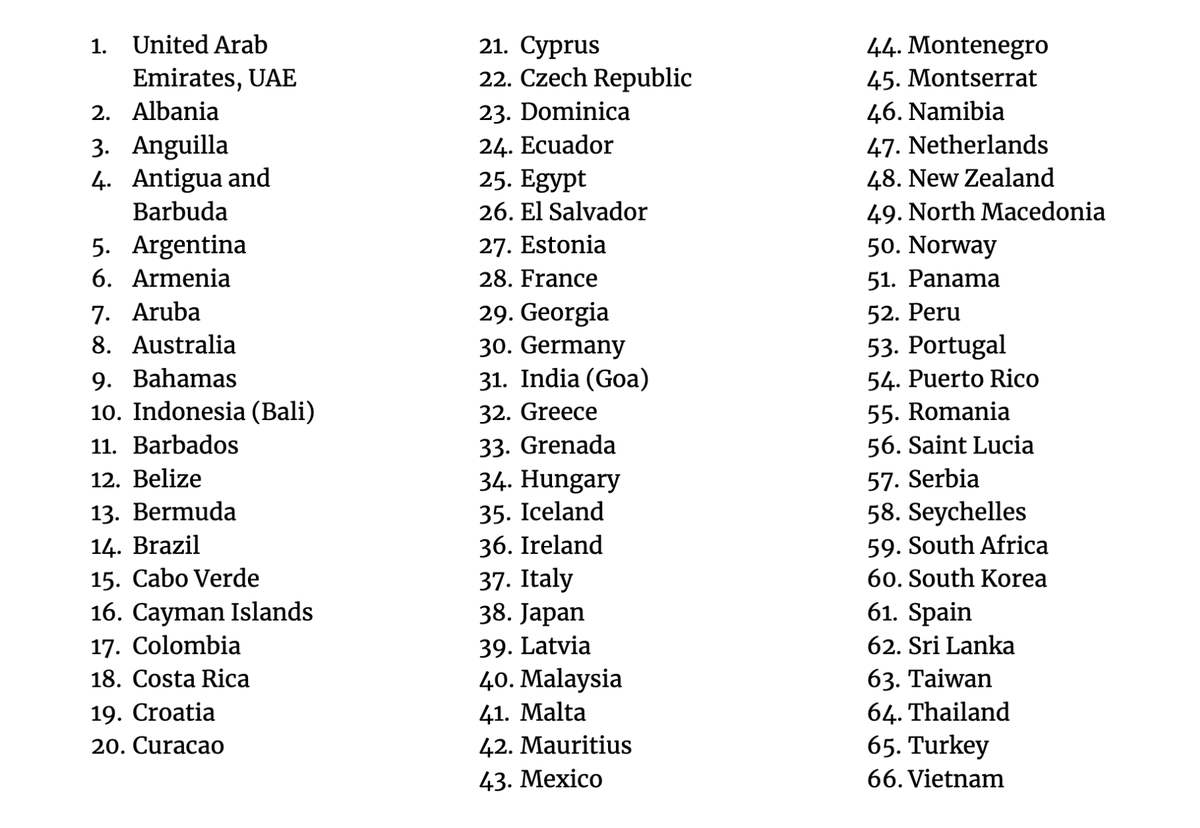 1. United Arab
Emirates, UAE
2. Albania
3. Anguilla
4. Antigua and
Barbuda
5. Argentina
6. Armenia
7. Aruba
8. Australia
9. Bahamas
10. Indonesia (Bali)
11. Barbados
12. Belize
13. Bermuda
14. Brazil
15. Cabo Verde
16. Cayman Islands
17. Colombia
18. Costa Rica
19. Croatia
20. Curacao
21. Cyprus
22. Czech Republic
23. Dominica
24. Ecuador
25. Egypt
26. El Salvador
27. Estonia
28. France
29. Georgia
30. Germany
31. India (Goa)
32. Greece
33. Grenada
34. Hungary
35. Iceland
36. Ireland
37. Italy
38. Japan
39. Latvia
40. Malaysia
41. Malta
42. Mauritius
43. Mexico
44. Montenegro
45. Montserrat
46. Namibia
47. Netherlands
48. New Zealand
49. North Macedonia
50. Norway
51. Panama
52. Peru
53. Portugal
54. Puerto Rico
55. Romania
56. Saint Lucia
57. Serbia
58. Seychelles
59. South Africa
60. South Korea
61. Spain
62. Sri Lanka
63. Taiwan
64. Thailand
65. Turkey
66. Vietnam